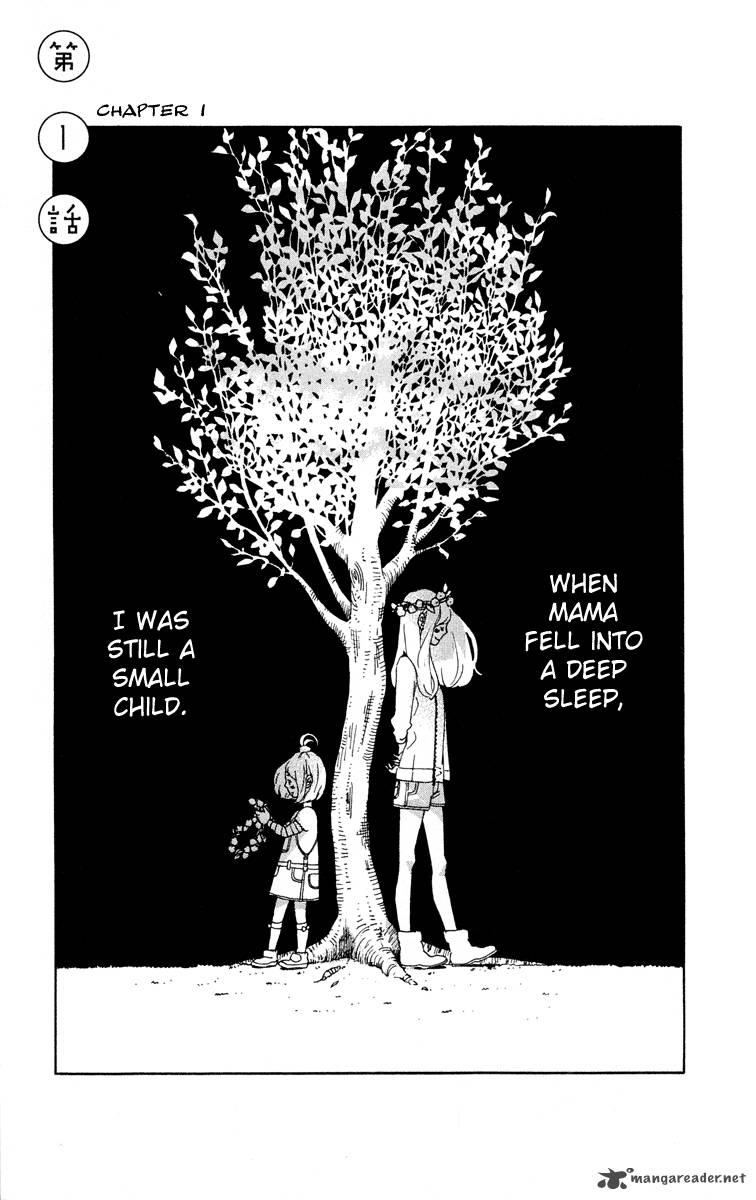 第
1
話
CHAPTER 1
WHEN
MAMA
FELL INTO
A DEEP
SLEEP,
I WAS
STILL A
SMALL
CHILD.
mangareader.net